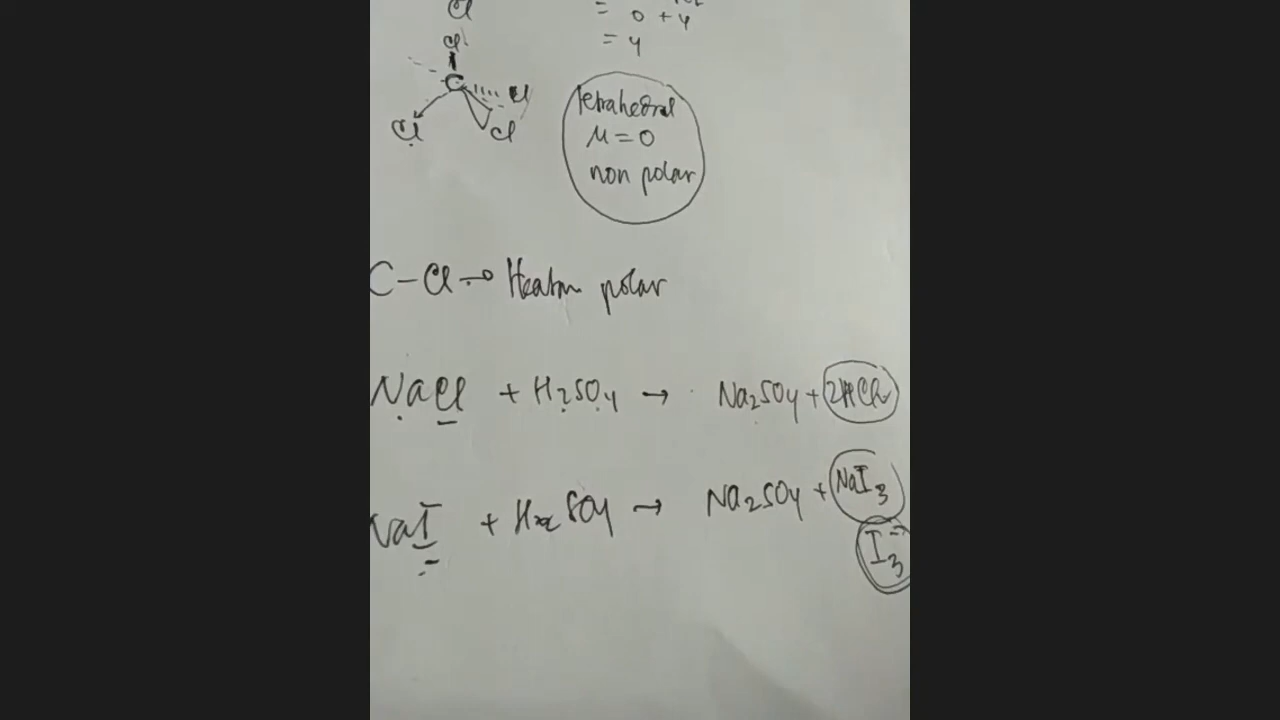 Cl
= 0 + 4
= 4
Cl
C
Cl
Cl
Cl
Tetrahedral
μ = 0
non polar
C-Cl → polar
NaCl + H2SO4 → Na2SO4 + 2HCl
NaI + H2SO4 → Na2SO4 + NaI3
I3-